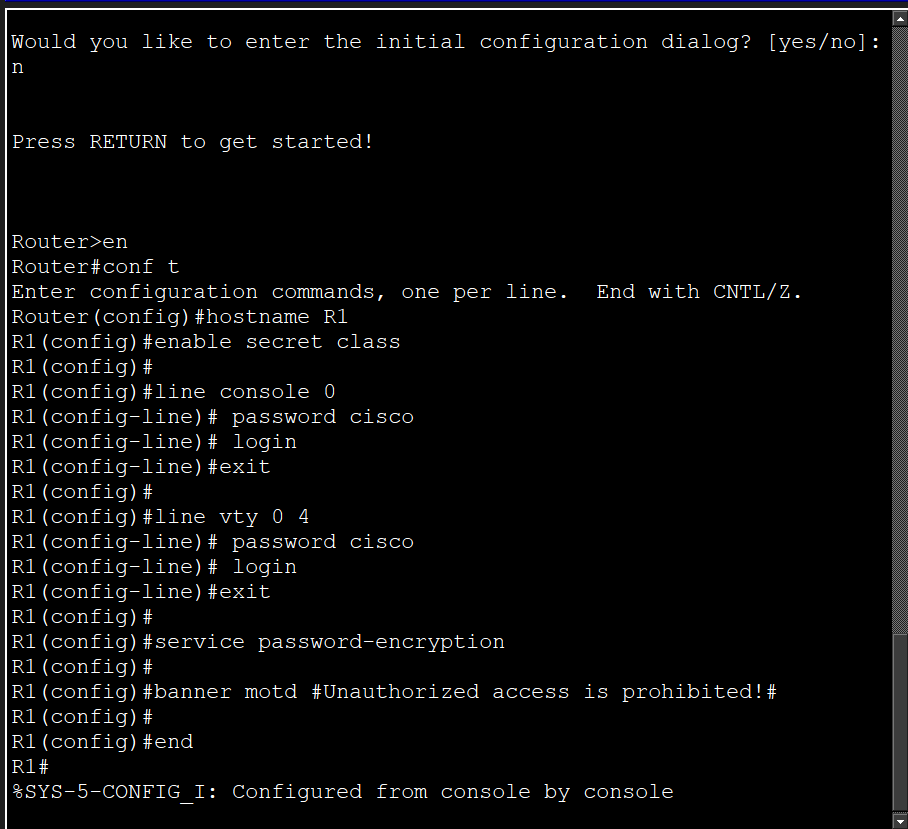 Would you like to enter the initial configuration dialog? [yes/no]:
n
Press RETURN to get started!
Router>en
Router#conf t
Enter configuration commands, one per line.  End with CNTL/Z.
Router(config)#hostname R1
R1(config)#enable secret class
R1(config)#
R1(config)#line console 0
R1(config-line)# password cisco
R1(config-line)# login
R1(config-line)#exit
R1(config)#
R1(config)#line vty 0 4
R1(config-line)# password cisco
R1(config-line)# login
R1(config-line)#exit
R1(config)#
R1(config)#service password-encryption
R1(config)#
R1(config)#banner motd #Unauthorized access is prohibited!#
R1(config)#
R1(config)#end
R1#
%SYS-5-CONFIG_I: Configured from console by console